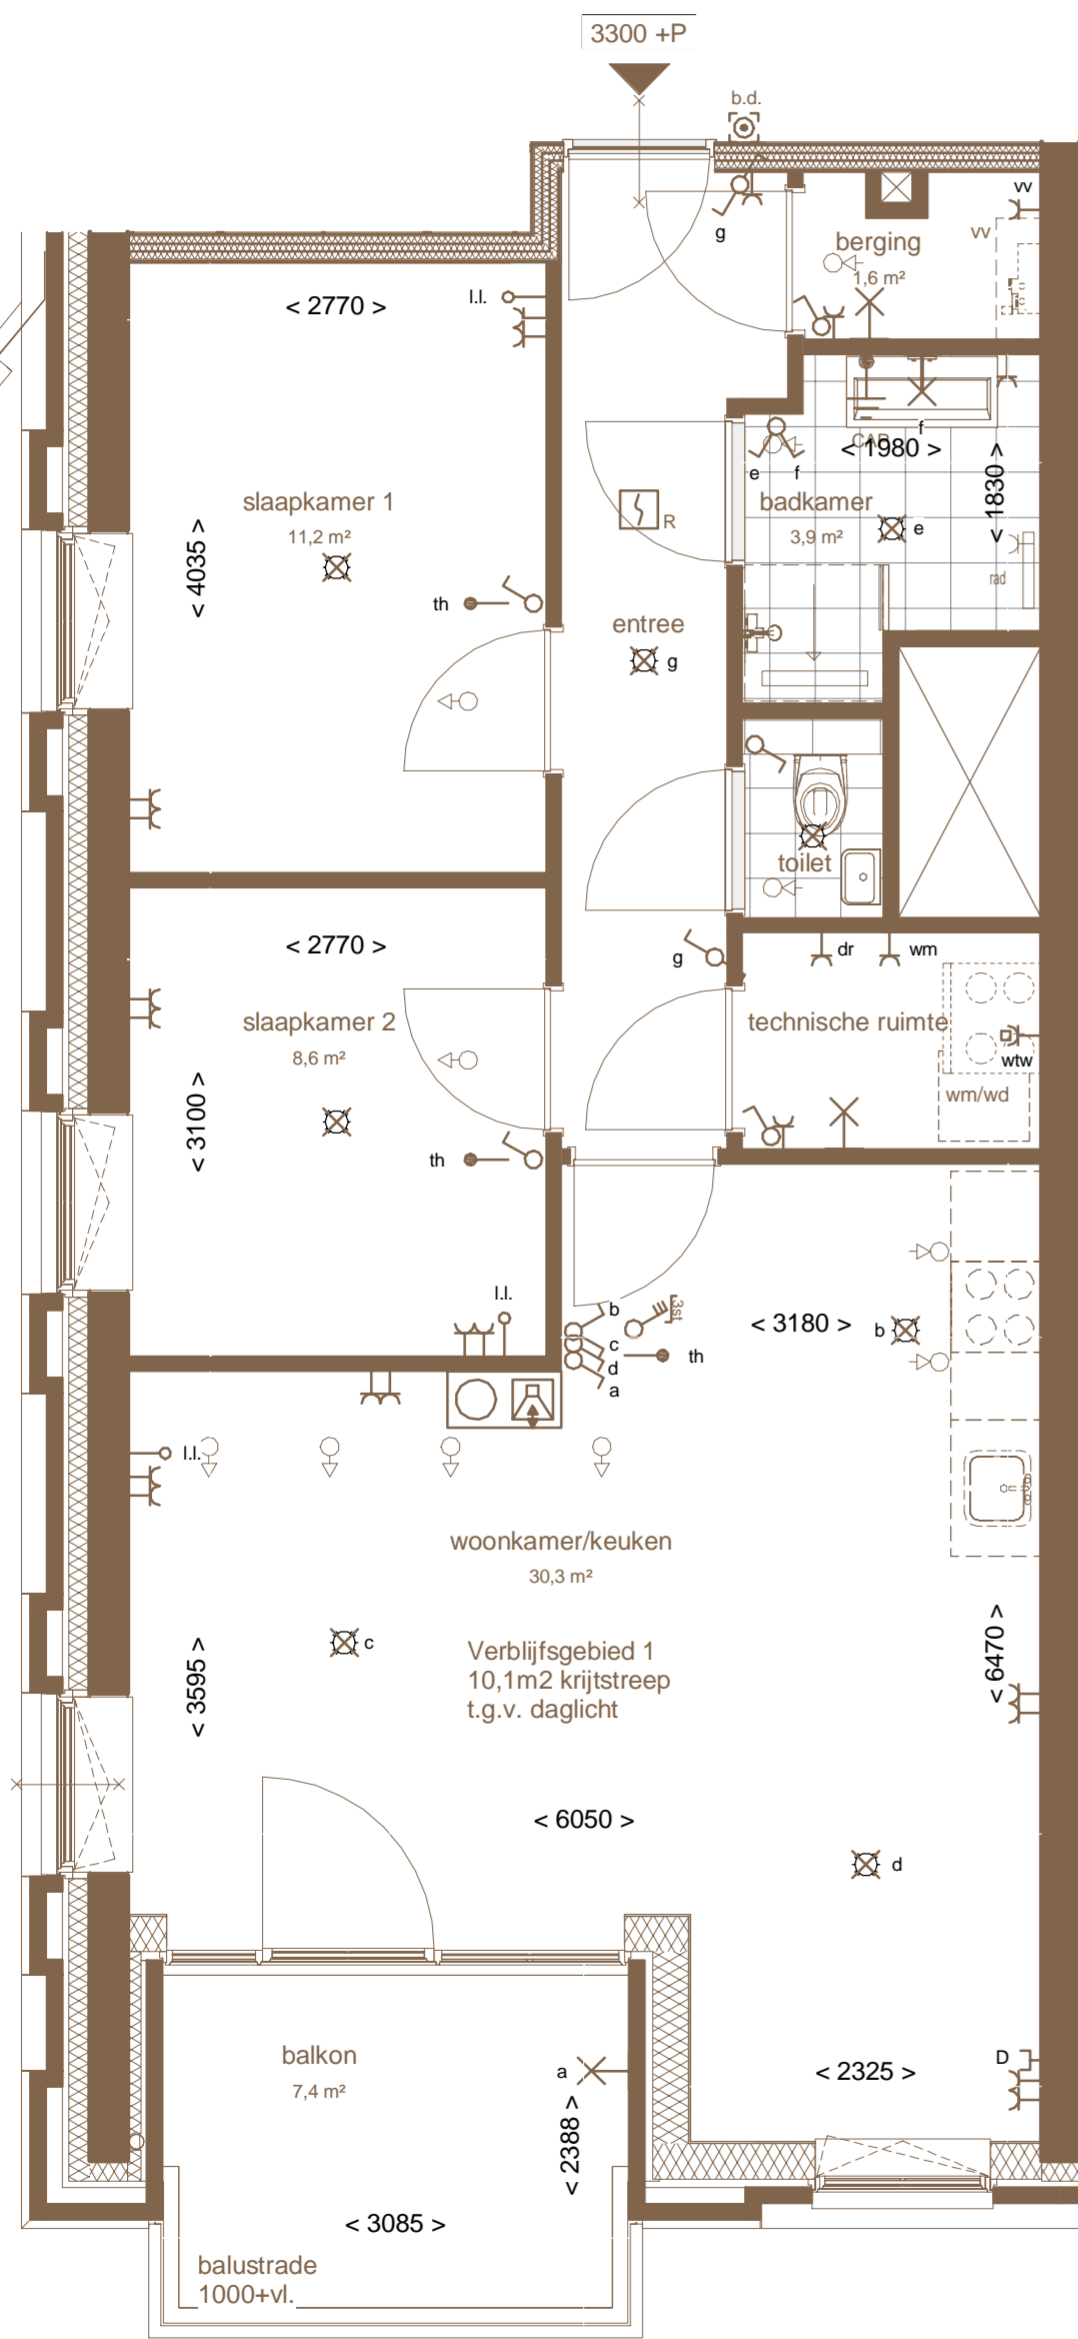 3300 +P
b.d.
g
vv
vv
berging
1,6 m²
< 2770 >
l.l.
f
CAP
< 1980 >
< 1830 >
e
f
slaapkamer 1
11,2 m²
R
badkamer
3,9 m²
e
rad
< 4035 >
th
entree
g
toilet
< 2770 >
g
dr
wm
slaapkamer 2
8,6 m²
technische ruimte
wtw
wm/wd
< 3100 >
th
l.l.
b
3st
c
d
a
th
< 3180 >
b
l.l.
woonkamer/keuken
30,3 m²
c
Verblijfsgebied 1
10,1m2 krijtstreep
t.g.v. daglicht
< 3595 >
< 6470 >
< 6050 >
d
balkon
7,4 m²
a
D
< 2325 >
< 2388 >
< 3085 >
balustrade
1000+vl.